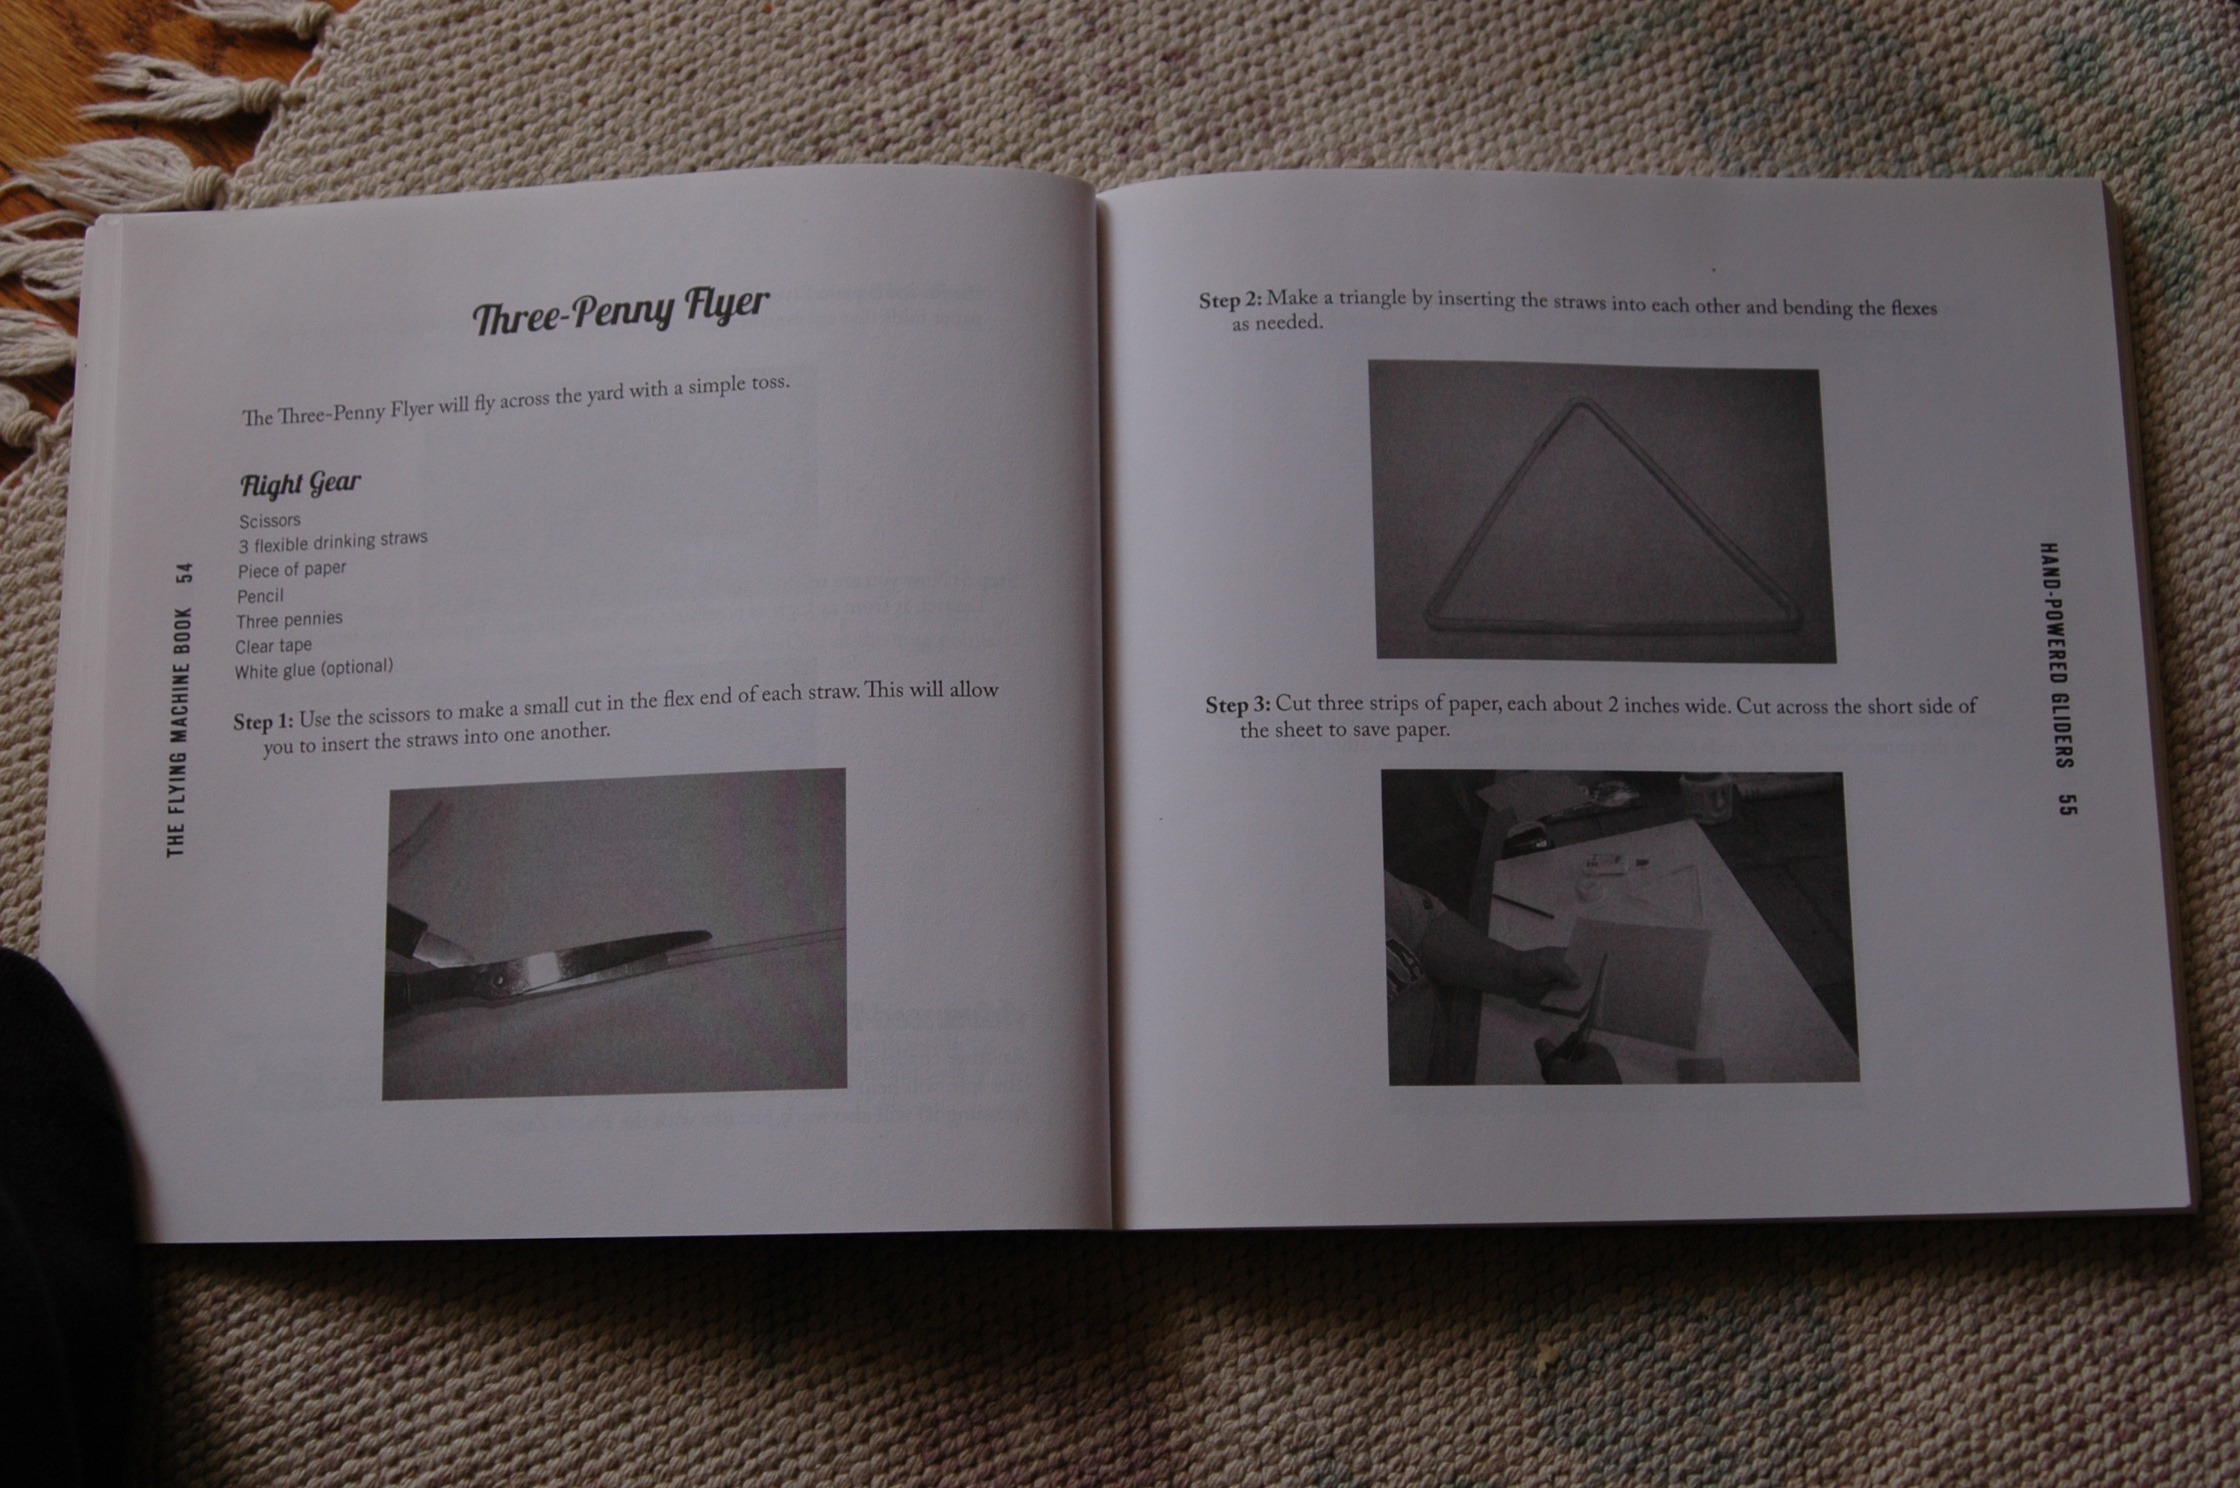 Three-Penny Flyer
The Three-Penny Flyer will fly across the yard with a simple toss.
Flight Gear
Scissors
3 flexible drinking straws
Piece of paper
Pencil
Three pennies
Clear tape
White glue (optional)
Step 1: Use the scissors to make a small cut in the flex end of each straw. This will allow
you to insert the straws into one another.
THE FLYING MACHINE BOOK 54
Step 2: Make a triangle by inserting the straws into each other and bending the flexes
as needed.
Step 3: Cut three strips of paper, each about 2 inches wide. Cut across the short side of
the sheet to save paper.
HAND-POWERED GLIDERS 55